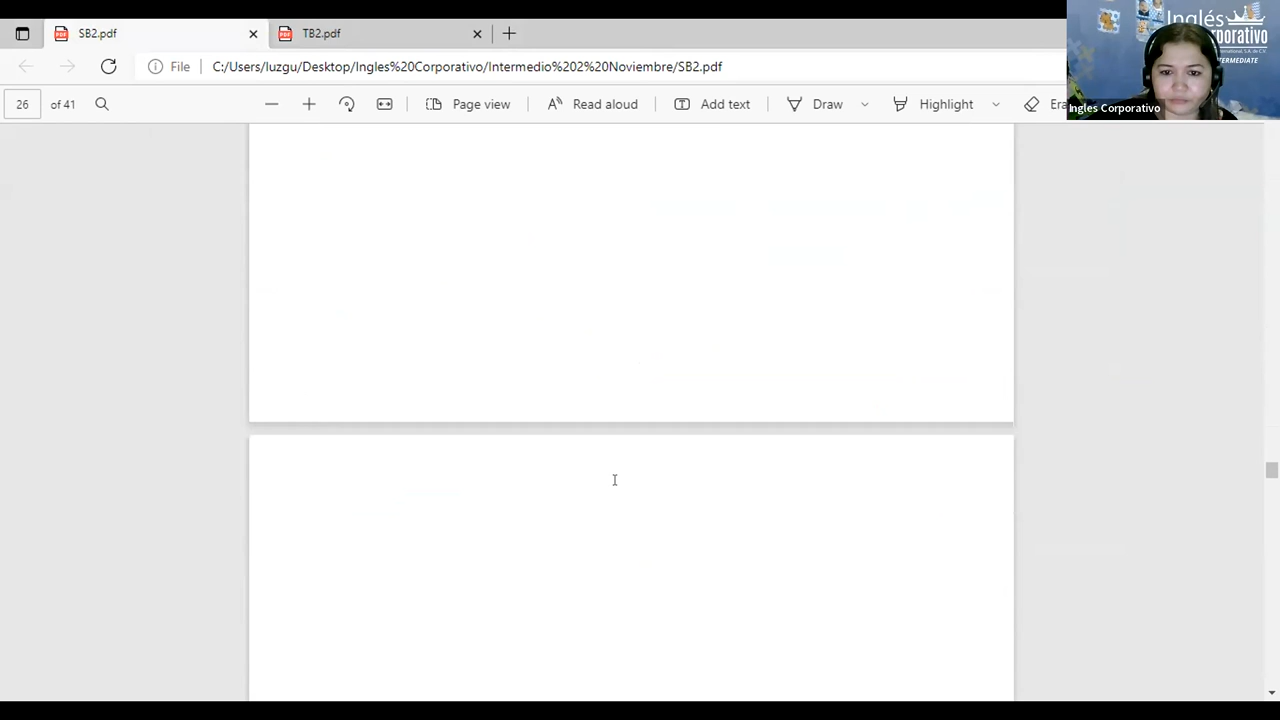 SB2.pdf
TB2.pdf
File
C:/Users/luzgu/Desktop/Ingles%20Corporativo/Intermedio%202%20Noviembre/SB2.pdf
26 of 41
Page view
Read aloud
Add text
Draw
Highlight
Inglés
INTERMEDIATE
Ingles Corporativo